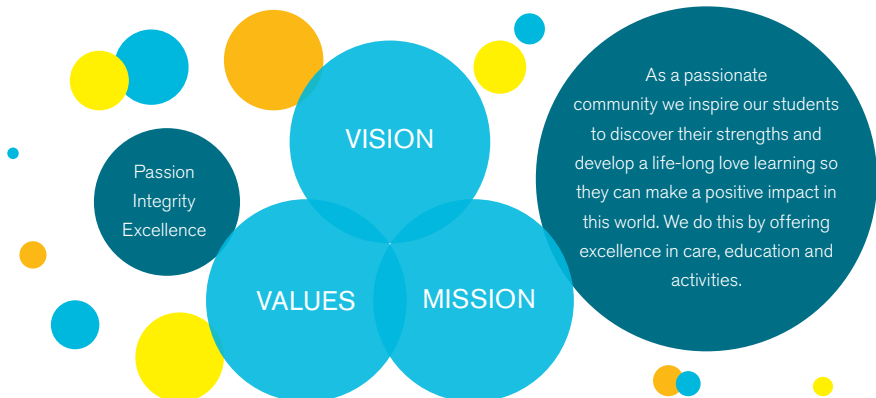 VISION
Passion
Integrity
Excellence
VALUES
MISSION
As a passionate
community we inspire our students
to discover their strengths and
develop a life-long love learning so
they can make a positive impact in
this world. We do this by offering
excellence in care, education and
activities.